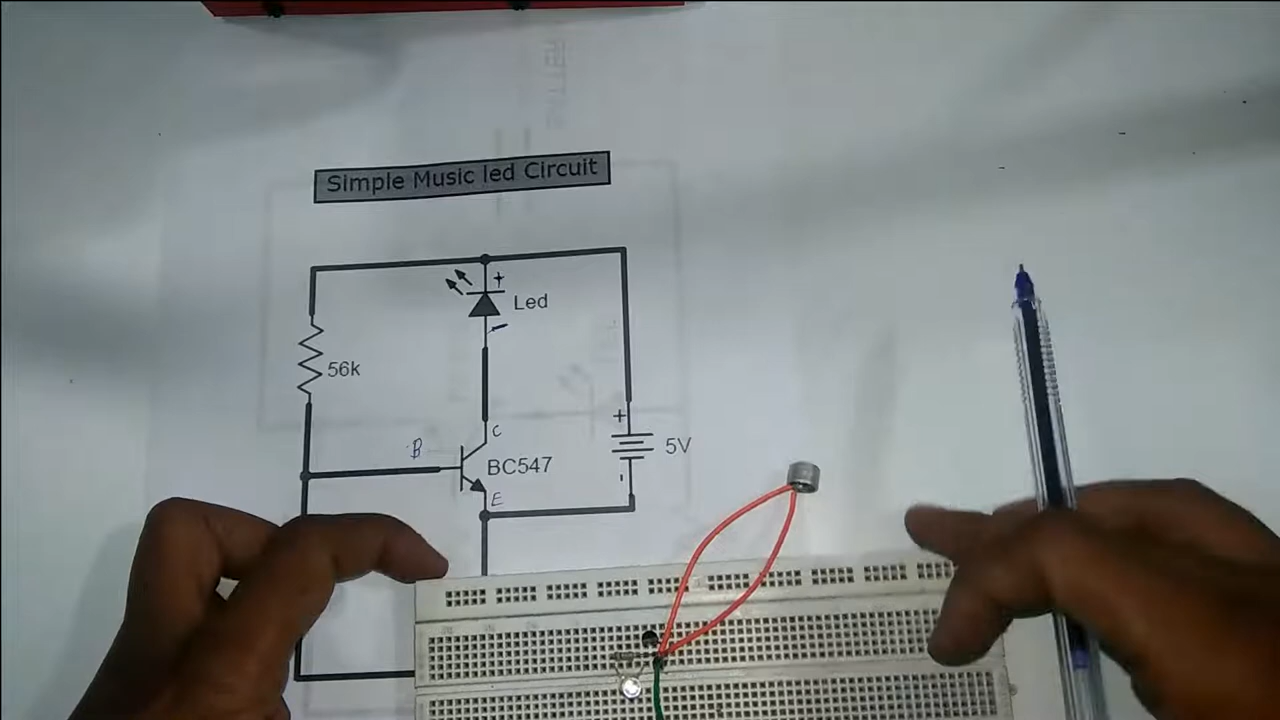 Simple Music led Circuit
+
Led
-
56k
C
B
BC547
+
5V
-
E